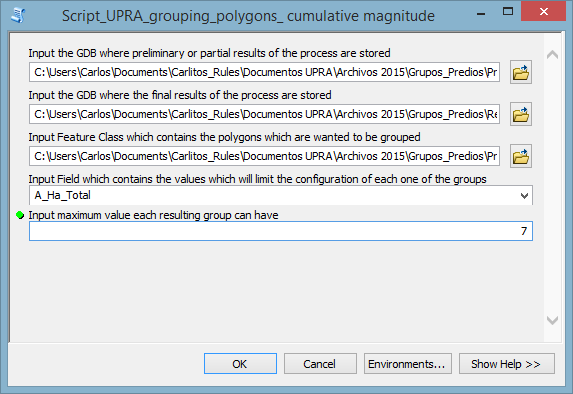 Script_UPRA_grouping_polygons_ cumulative magnitude
Input the GDB where preliminary or partial results of the process are stored
C:\Users\Carlos\Documents\Carlitos_Rules\Documentos UPRA\Archivos 2015\Grupos_Predios\Pr
Input the GDB where the final results of the process are stored
C:\Users\Carlos\Documents\Carlitos_Rules\Documentos UPRA\Archivos 2015\Grupos_Predios\Re
Input Feature Class which contains the polygons which are wanted to be grouped
C:\Users\Carlos\Documents\Carlitos_Rules\Documentos UPRA\Archivos 2015\Grupos_Predios\Pr
Input Field which contains the values which will limit the configuration of each one of the groups
A_Ha_Total
Input maximum value each resulting group can have
7
OK Cancel Environments... Show Help >>